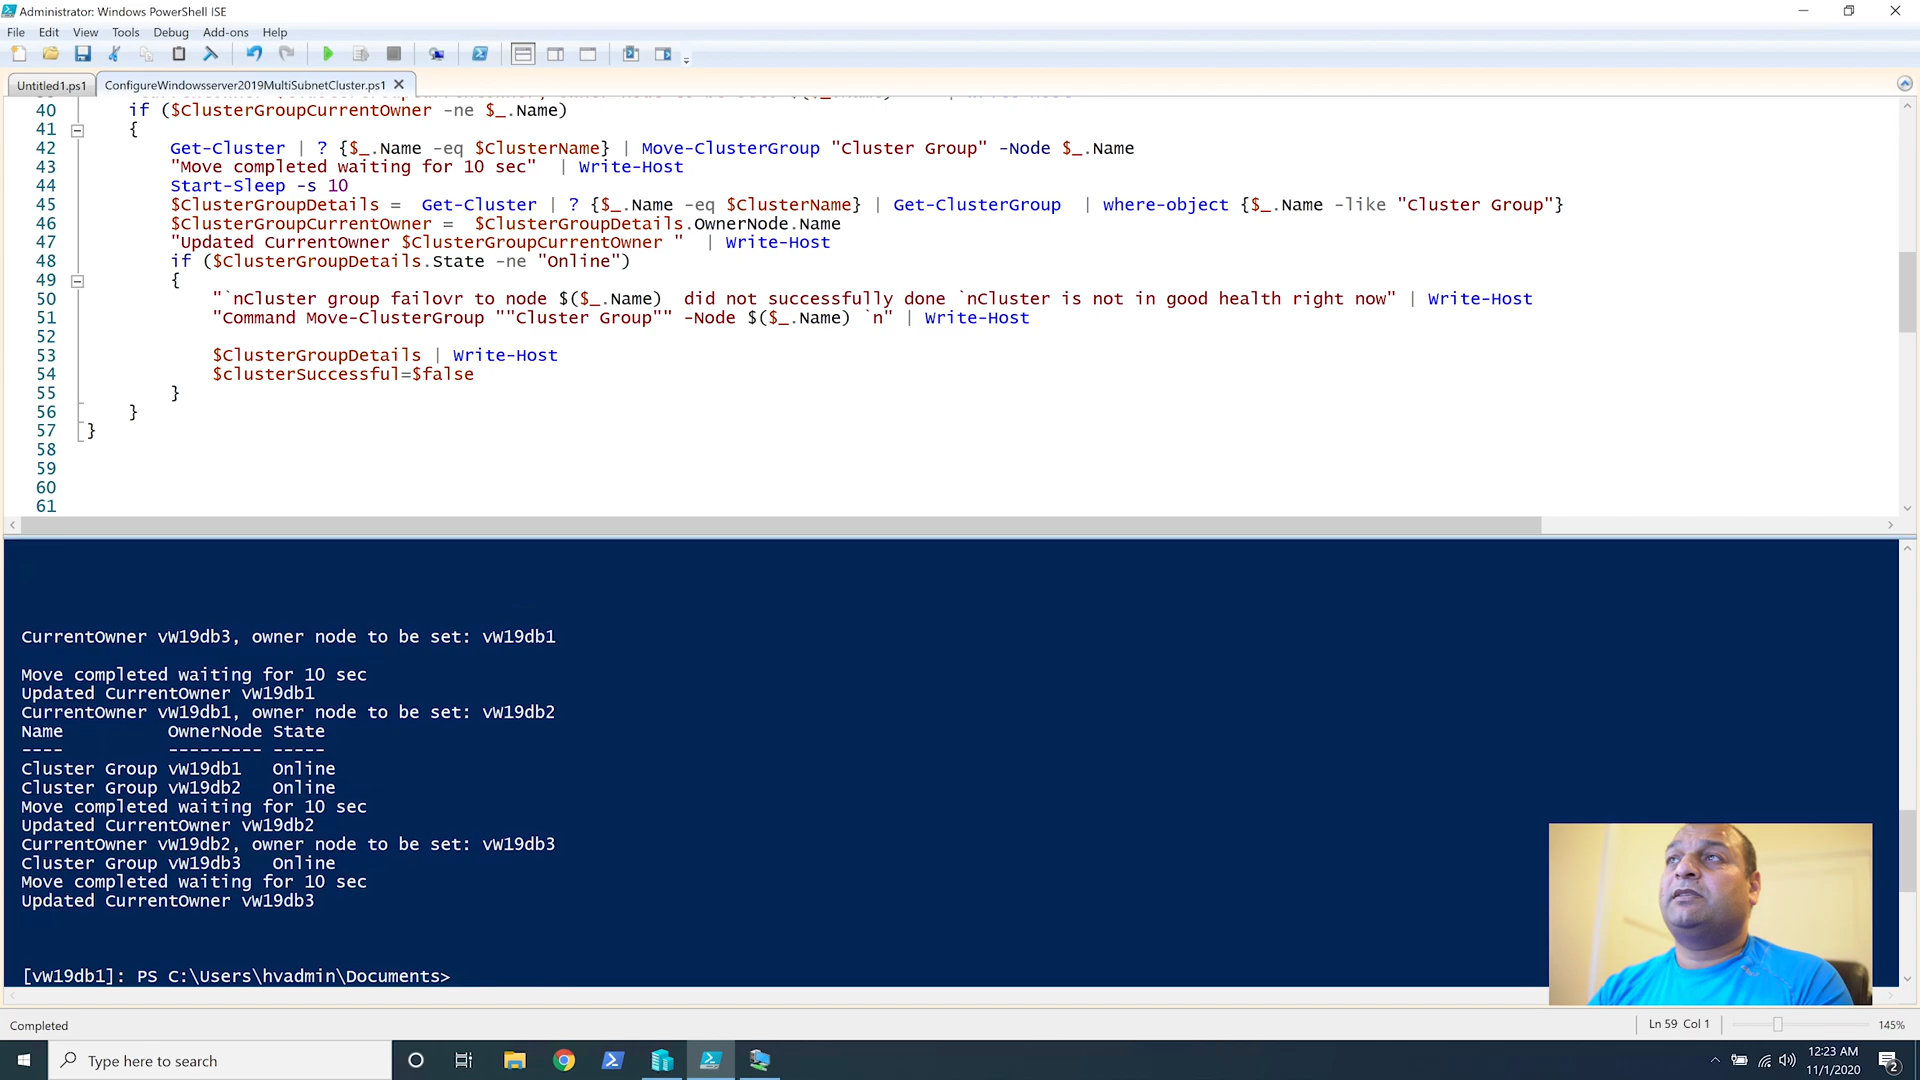 Administrator: Windows PowerShell ISE
File Edit View Tools Debug Add-ons Help
Untitled1.ps1 ConfigureWindowsserver2019MultiSubnetCluster.ps1
40 if ($ClusterGroupCurrentOwner -ne $_.Name)
41 {
42 Get-Cluster | ? {$_.Name -eq $ClusterName} | Move-ClusterGroup "Cluster Group" -Node $_.Name
43 "Move completed waiting for 10 sec" | Write-Host
44 Start-Sleep -s 10
45 $ClusterGroupDetails = Get-Cluster | ? {$_.Name -eq $ClusterName} | Get-ClusterGroup | where-object {$_.Name -like "Cluster Group"}
46 $ClusterGroupCurrentOwner = $ClusterGroupDetails.OwnerNode.Name
47 "Updated CurrentOwner $ClusterGroupCurrentOwner " | Write-Host
48 if ($ClusterGroupDetails.State -ne "Online")
49 {
50 "`nCluster group failovr to node $($_.Name) did not successfully done `nCluster is not in good health right now" | Write-Host
51 "Command Move-ClusterGroup ""Cluster Group"" -Node $($_.Name) `n" | Write-Host
52
53 $ClusterGroupDetails | Write-Host
54 $clusterSuccessful=$false
55 }
56 }
57 }
58
59
60
61
CurrentOwner vW19db3, owner node to be set: vW19db1
Move completed waiting for 10 sec
Updated CurrentOwner vW19db1
CurrentOwner vW19db1, owner node to be set: vW19db2
Name OwnerNode State
---- --------- -----
Cluster Group vW19db1 Online
Cluster Group vW19db2 Online
Move completed waiting for 10 sec
Updated CurrentOwner vW19db2
CurrentOwner vW19db2, owner node to be set: vW19db3
Cluster Group vW19db3 Online
Move completed waiting for 10 sec
Updated CurrentOwner vW19db3
[vW19db1]: PS C:\Users\hvadmin\Documents>
Completed
Ln 59 Col 1
145%
Type here to search
12:23 AM
11/1/2020
2